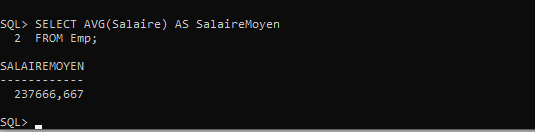 SQL> SELECT AVG(Salaire) AS SalaireMoyen
  2  FROM Emp;
SALAIREMOYEN
------------
  237666,667
SQL>